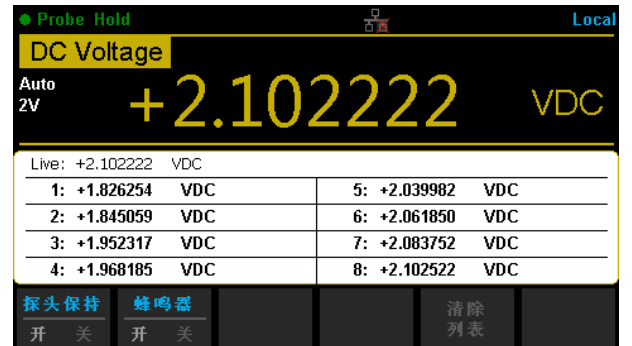 Probe Hold Local
DC Voltage
Auto
2V
+2.102222 VDC
Live: +2.102222 VDC
1: +1.826254 VDC 5: +2.039982 VDC
2: +1.845059 VDC 6: +2.061850 VDC
3: +1.952317 VDC 7: +2.083752 VDC
4: +1.968185 VDC 8: +2.102522 VDC
探头保持 蜂鸣器 清除
开 关 开 关 列表